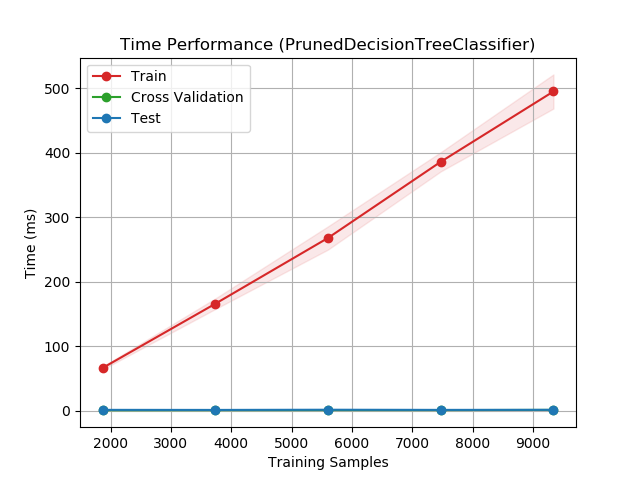 Time Performance (PrunedDecisionTreeClassifier)
Train
Cross Validation
Test
500
400
300
200
100
0
Time (ms)
2000 3000 4000 5000 6000 7000 8000 9000
Training Samples